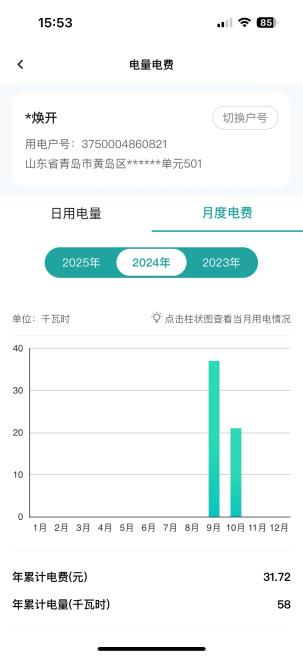 15:53
85
电量电费
*焕开
切换户号
用电户号：3750004860821
山东省青岛市黄岛区******单元501
日用电量
月度电费
2025年
2024年
2023年
单位：千瓦时
点击柱状图查看当月用电情况
40
30
20
10
0
1月 2月 3月 4月 5月 6月 7月 8月 9月 10月 11月 12月
年累计电费(元)
31.72
年累计电量(千瓦时)
58